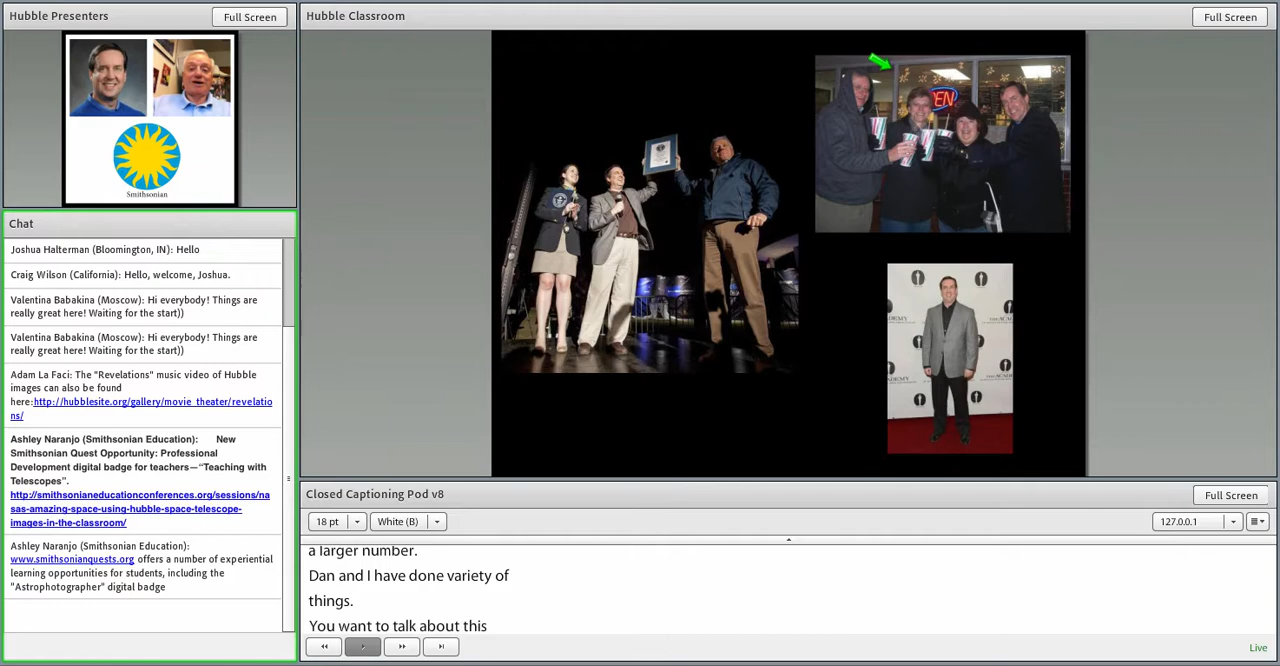 Hubble Presenters
Full Screen
Smithsonian
Chat
Joshua Halterman (Bloomington, IN): Hello
Craig Wilson (California): Hello, welcome, Joshua.
Valentina Babakina (Moscow): Hi everybody! Things are
really great here! Waiting for the start))
Valentina Babakina (Moscow): Hi everybody! Things are
really great here! Waiting for the start))
Adam La Faci: The "Revelations" music video of Hubble
images can also be found
here:http://hubblesite.org/gallery/movie_theater/revelatio
ns/
Ashley Naranjo (Smithsonian Education): New
Smithsonian Quest Opportunity: Professional
Development digital badge for teachers—“Teaching with
Telescopes”.
http://smithsonianeducationconferences.org/sessions/na
sas-amazing-space-using-hubble-space-telescope-
images-in-the-classroom/
Ashley Naranjo (Smithsonian Education):
www.smithsonianquests.org offers a number of experiential
learning opportunities for students, including the
"Astrophotographer" digital badge
Hubble Classroom
Full Screen
EN
Closed Captioning Pod v8
Full Screen
18 pt
White (B)
127.0.0.1
a larger number.
Dan and I have done variety of
things.
You want to talk about this
Live